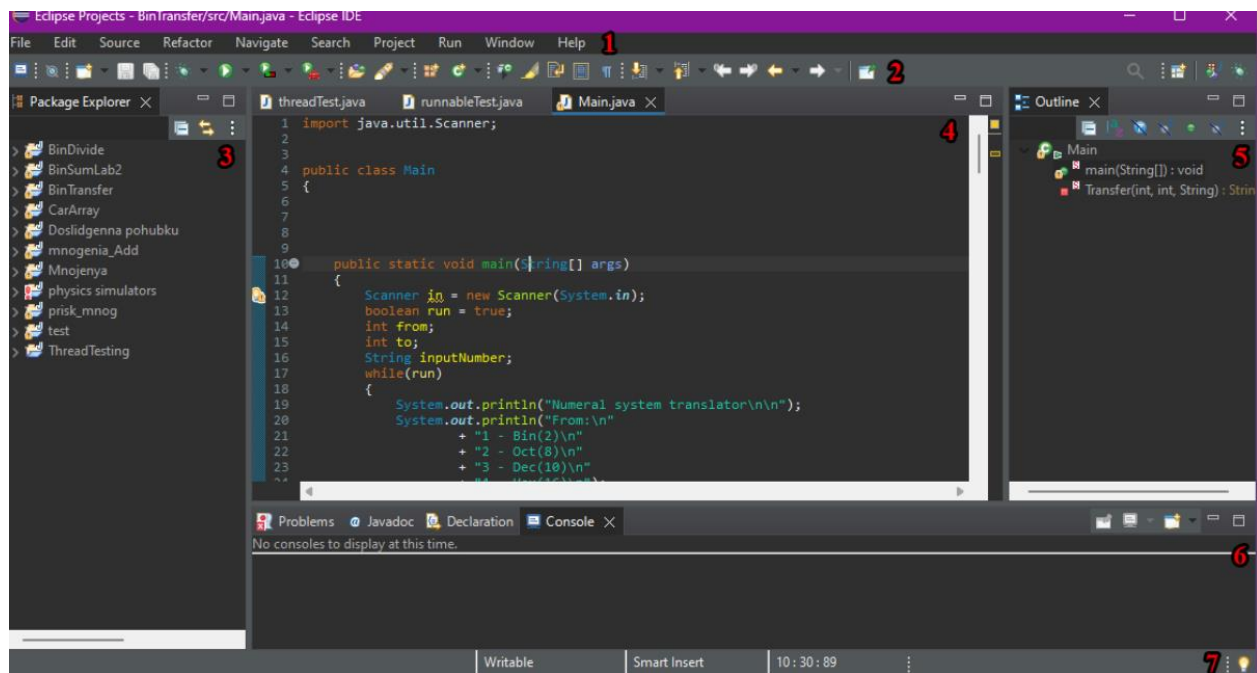 Eclipse Projects - BinTransfer/src/Main.java - Eclipse IDE
File Edit Source Refactor Navigate Search Project Run Window Help 1
2
Package Explorer
3
BinDivide
BinSumLab2
BinTransfer
CarArray
Doslidgenna pohubku
mnogenia_Add
Mnojenya
physics simulators
prisk_mnog
test
ThreadTesting
threadTest.java runnableTest.java Main.java
4
1 import java.util.Scanner;
2
3
4 public class Main
5 {
6
7
8
9
10 public static void main(String[] args)
11 {
12 Scanner in = new Scanner(System.in);
13 boolean run = true;
14 int from;
15 int to;
16 String inputNumber;
17 while(run)
18 {
19 System.out.println("Numeral system translator\n\n");
20 System.out.println("From:\n"
21 + "1 - Bin(2)\n"
22 + "2 - Oct(8)\n"
23 + "3 - Dec(10)\n"
Outline
5
Main
main(String[]) : void
Transfer(int, int, String) : Strin
Problems Javadoc Declaration Console
No consoles to display at this time.
6
Writable Smart Insert 10 : 30 : 89
7